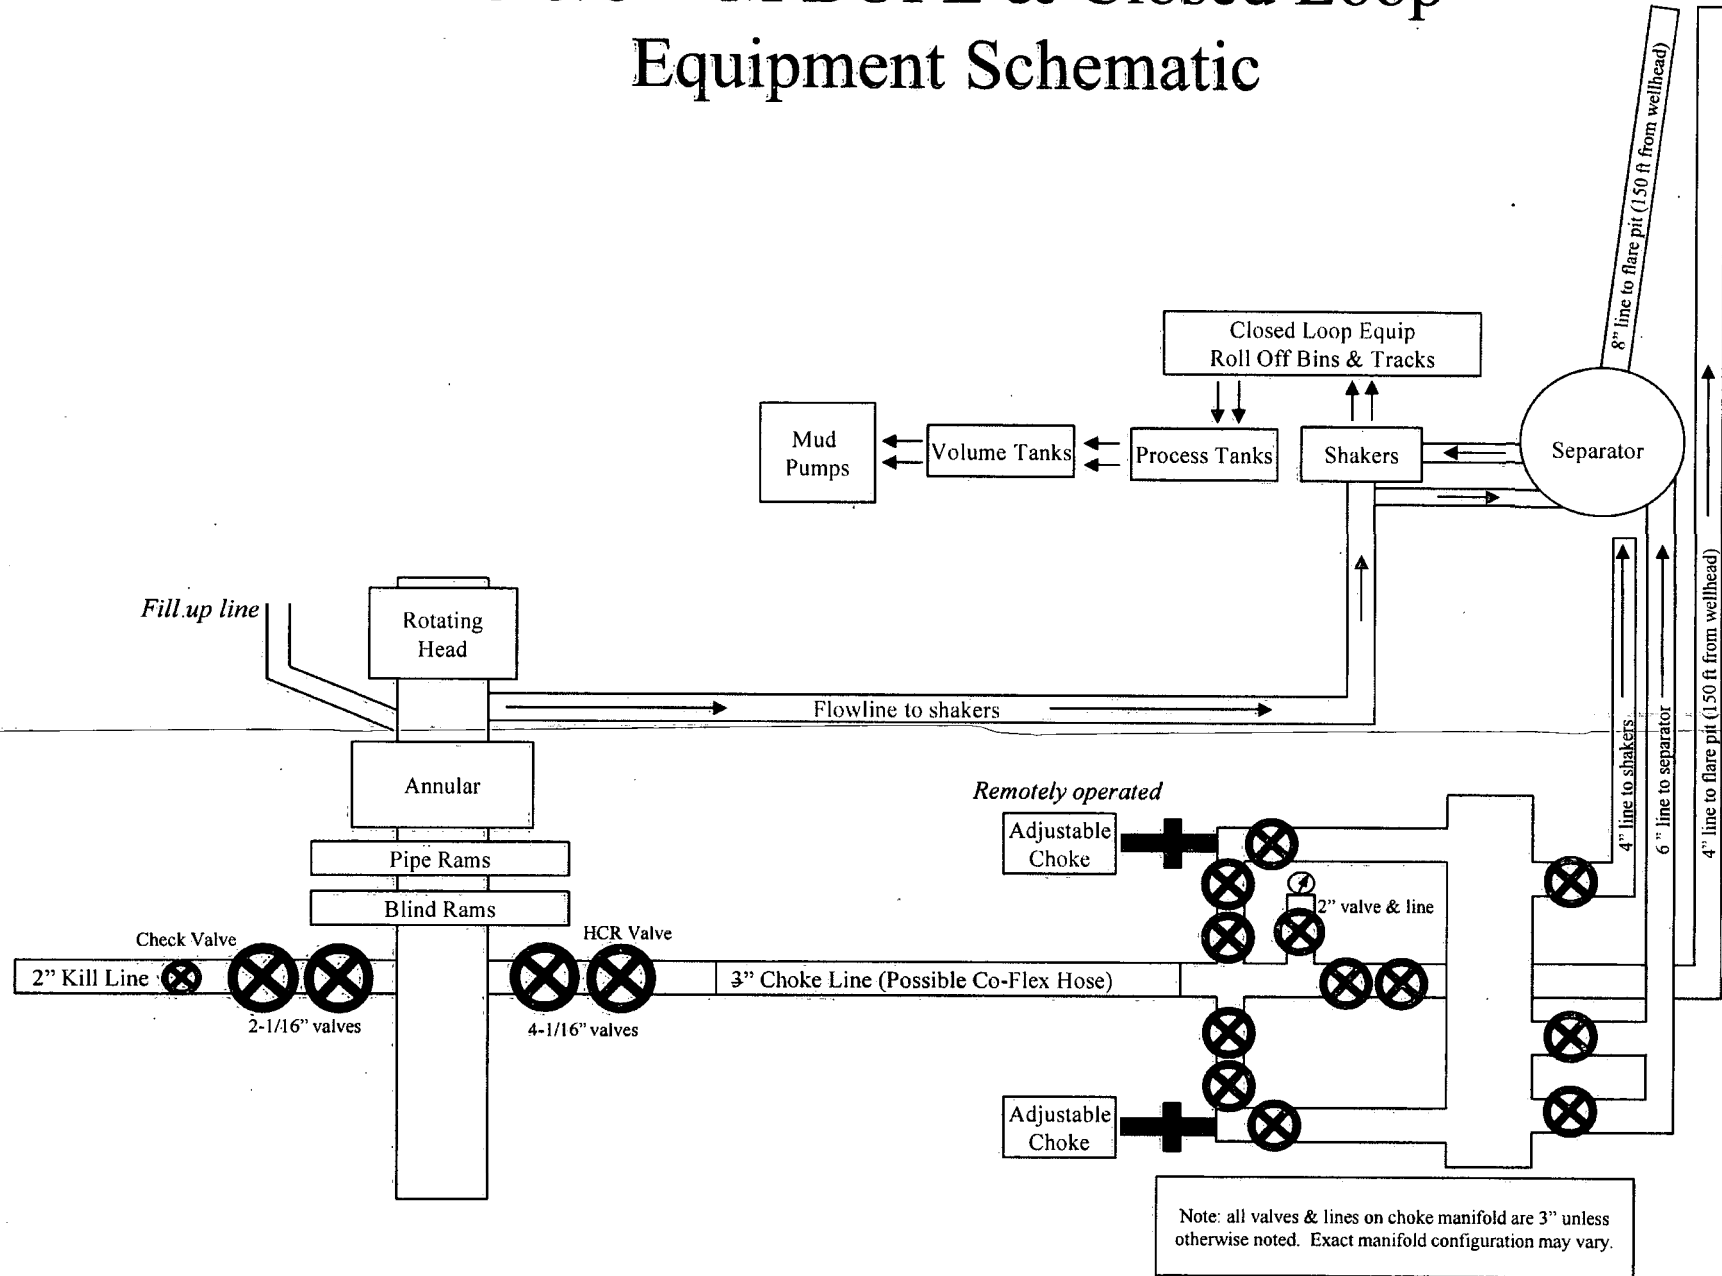 & Closed Loop
Equipment Schematic
8" line to flare pit (150 ft from wellhead)
Closed Loop Equip
Roll Off Bins & Tracks
Mud
Pumps
Volume Tanks
Process Tanks
Shakers
Separator
Fill up line
Rotating
Head
Flowline to shakers
Annular
Pipe Rams
Blind Rams
Remotely operated
Adjustable
Choke
4" line to shakers
6" line to separator
4" line to flare pit (150 ft from wellhead)
2" valve & line
Check Valve
HCR Valve
2" Kill Line
3" Choke Line (Possible Co-Flex Hose)
2-1/16" valves
4-1/16" valves
Adjustable
Choke
Note: all valves & lines on choke manifold are 3" unless
otherwise noted. Exact manifold configuration may vary.